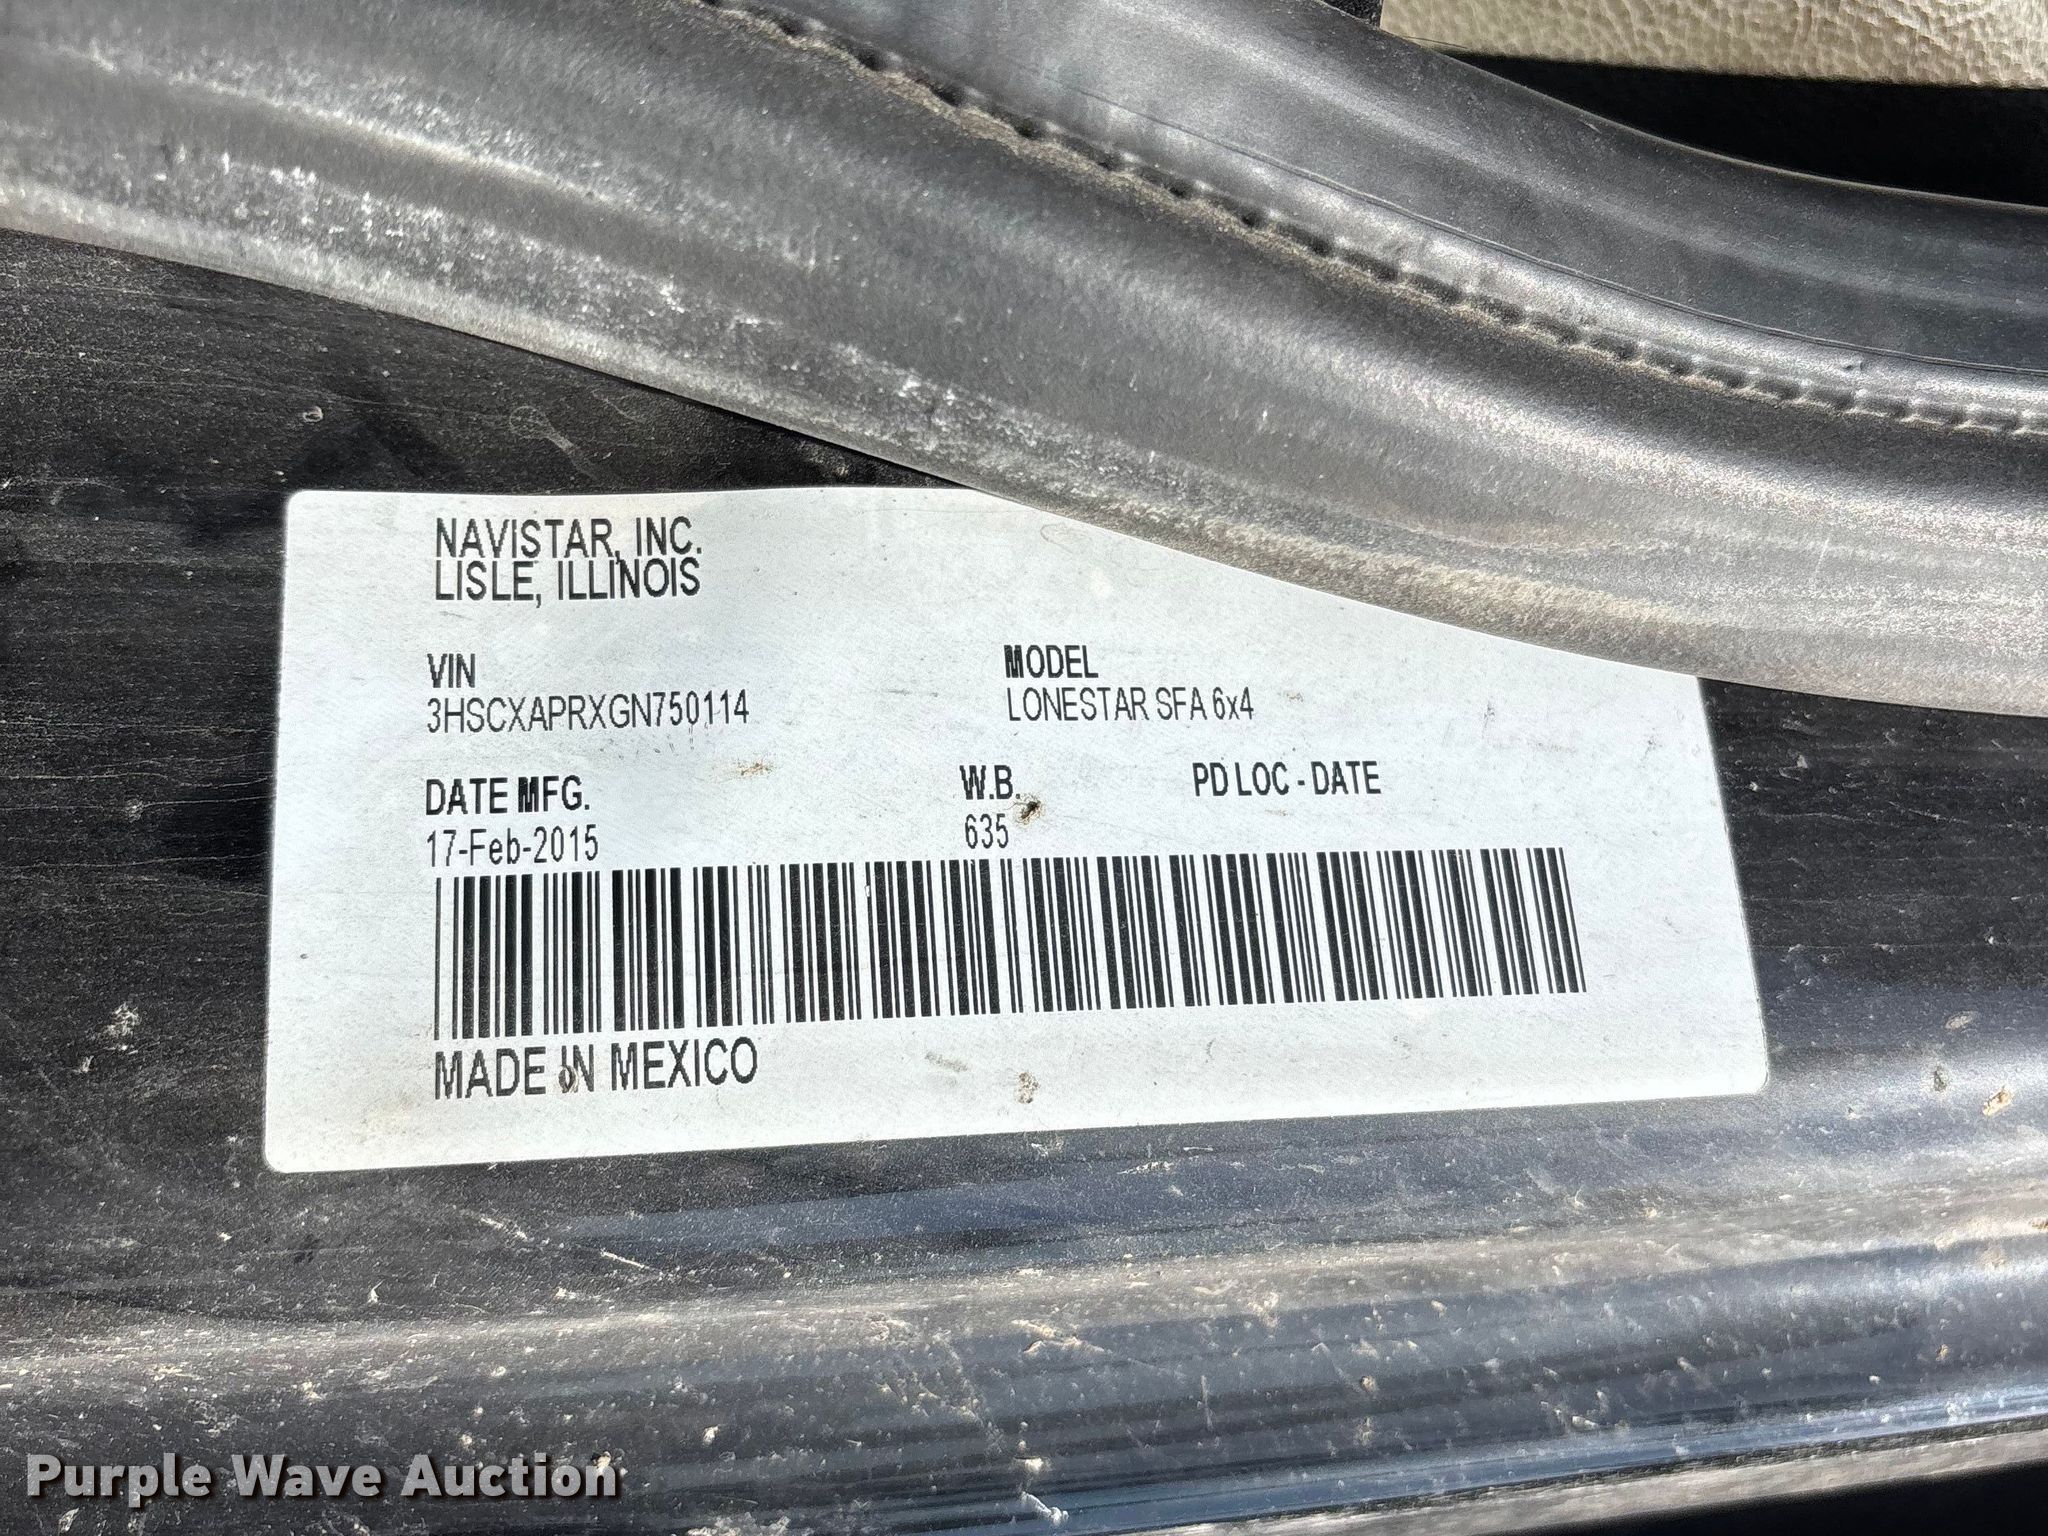 NAVISTAR, INC.
LISLE, ILLINOIS
VIN
3HSCXAPRXGN750114
MODEL
LONESTAR SFA 6x4
DATE MFG.
17-Feb-2015
W.B.
635
PD LOC - DATE
MADE IN MEXICO
Purple Wave Auction